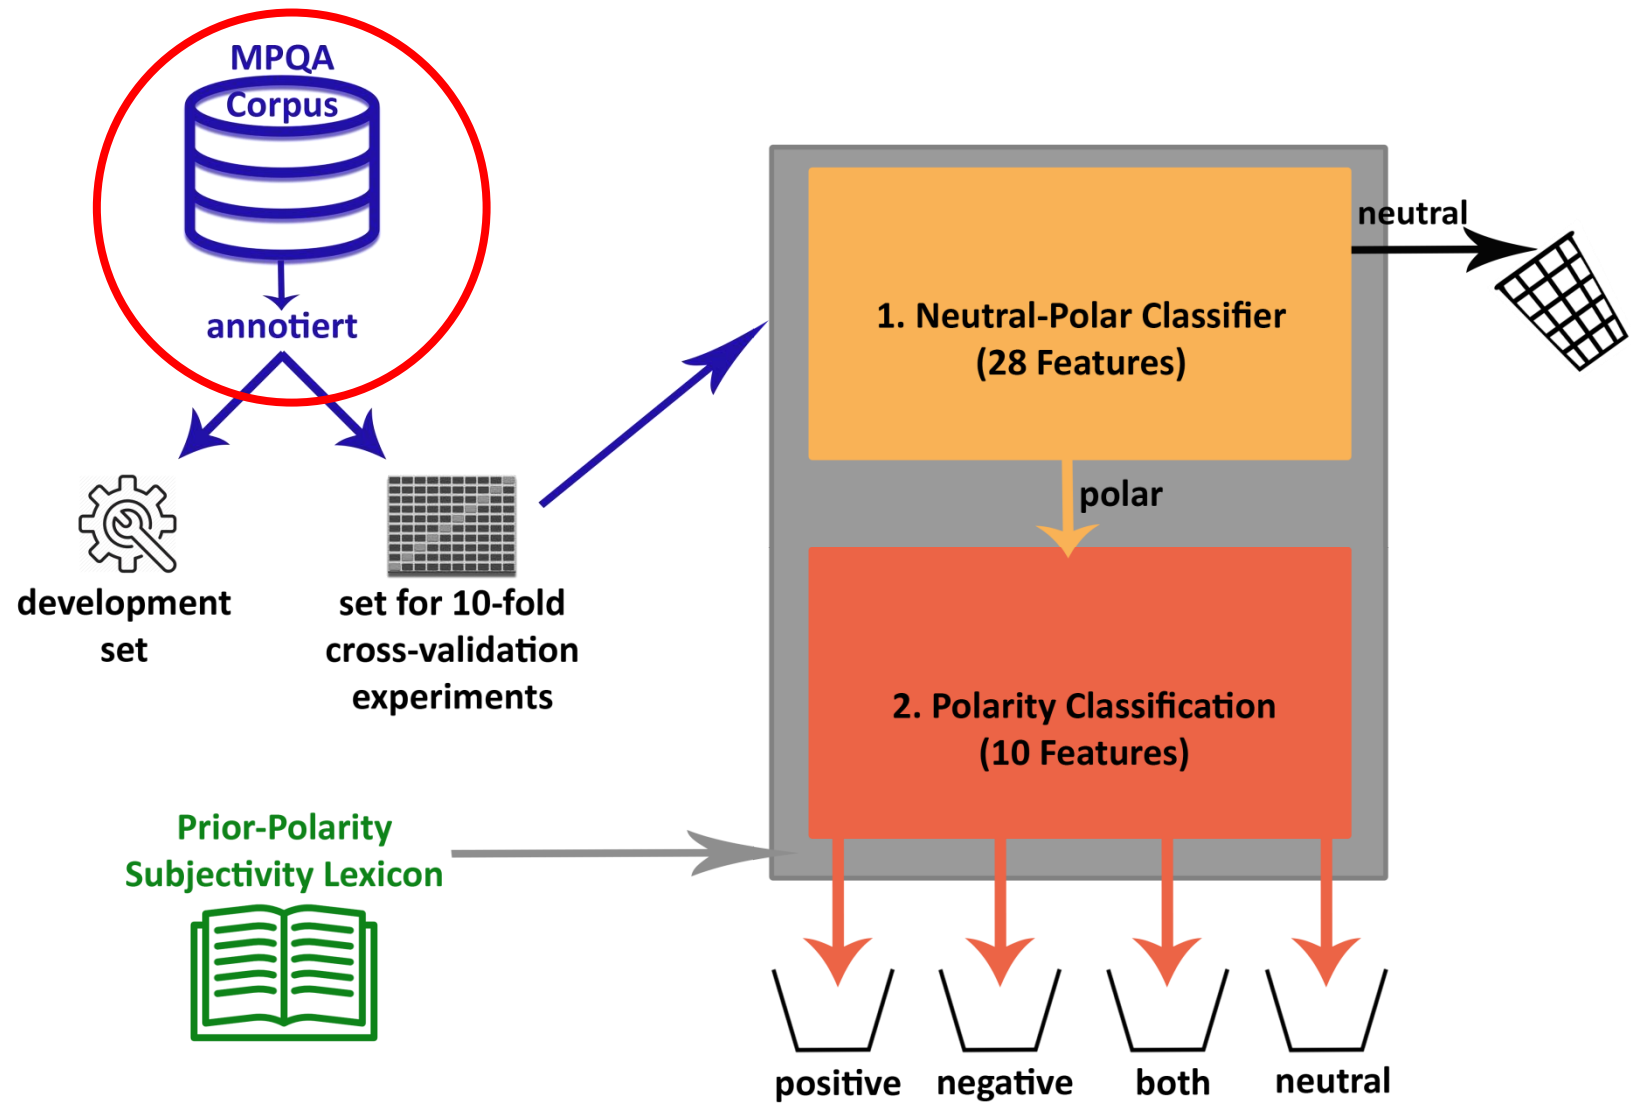 MPQA
Corpus
annotiert
development
set
set for 10-fold
cross-validation
experiments
Prior-Polarity
Subjectivity Lexicon
1. Neutral-Polar Classifier
(28 Features)
neutral
polar
2. Polarity Classification
(10 Features)
positive
negative
both
neutral